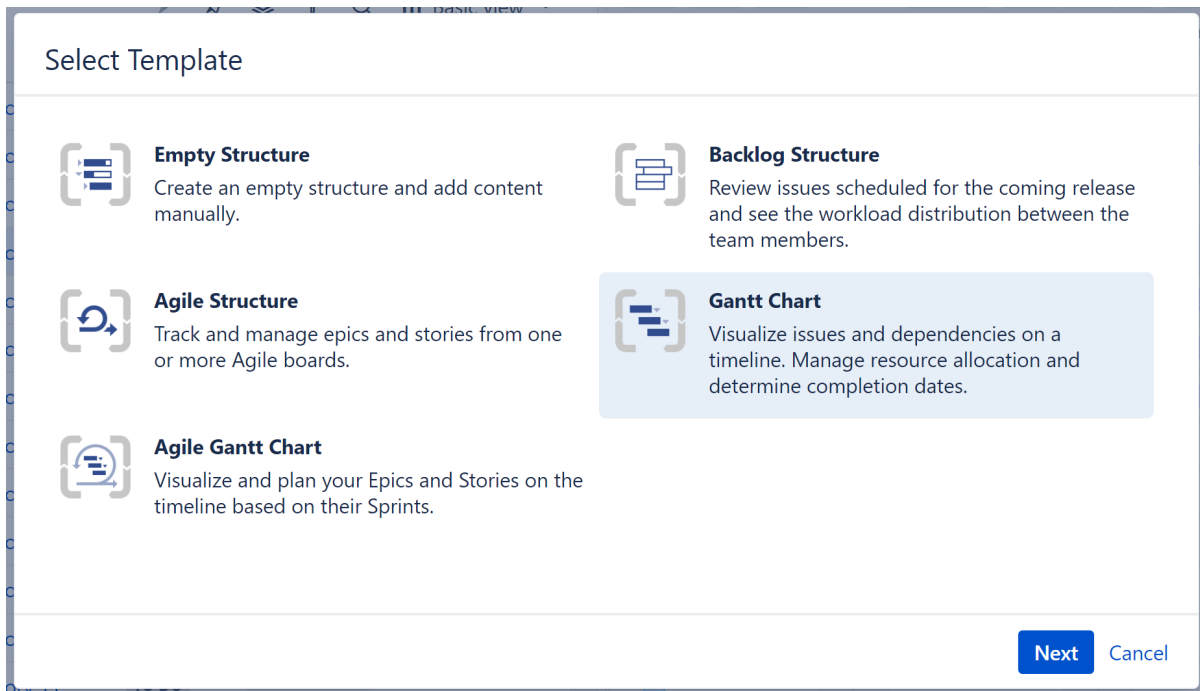 Basic view
Select Template
Empty Structure
Create an empty structure and add content
manually.
Backlog Structure
Review issues scheduled for the coming release
and see the workload distribution between the
team members.
Agile Structure
Track and manage epics and stories from one
or more Agile boards.
Gantt Chart
Visualize issues and dependencies on a
timeline. Manage resource allocation and
determine completion dates.
Agile Gantt Chart
Visualize and plan your Epics and Stories on the
timeline based on their Sprints.
Next Cancel